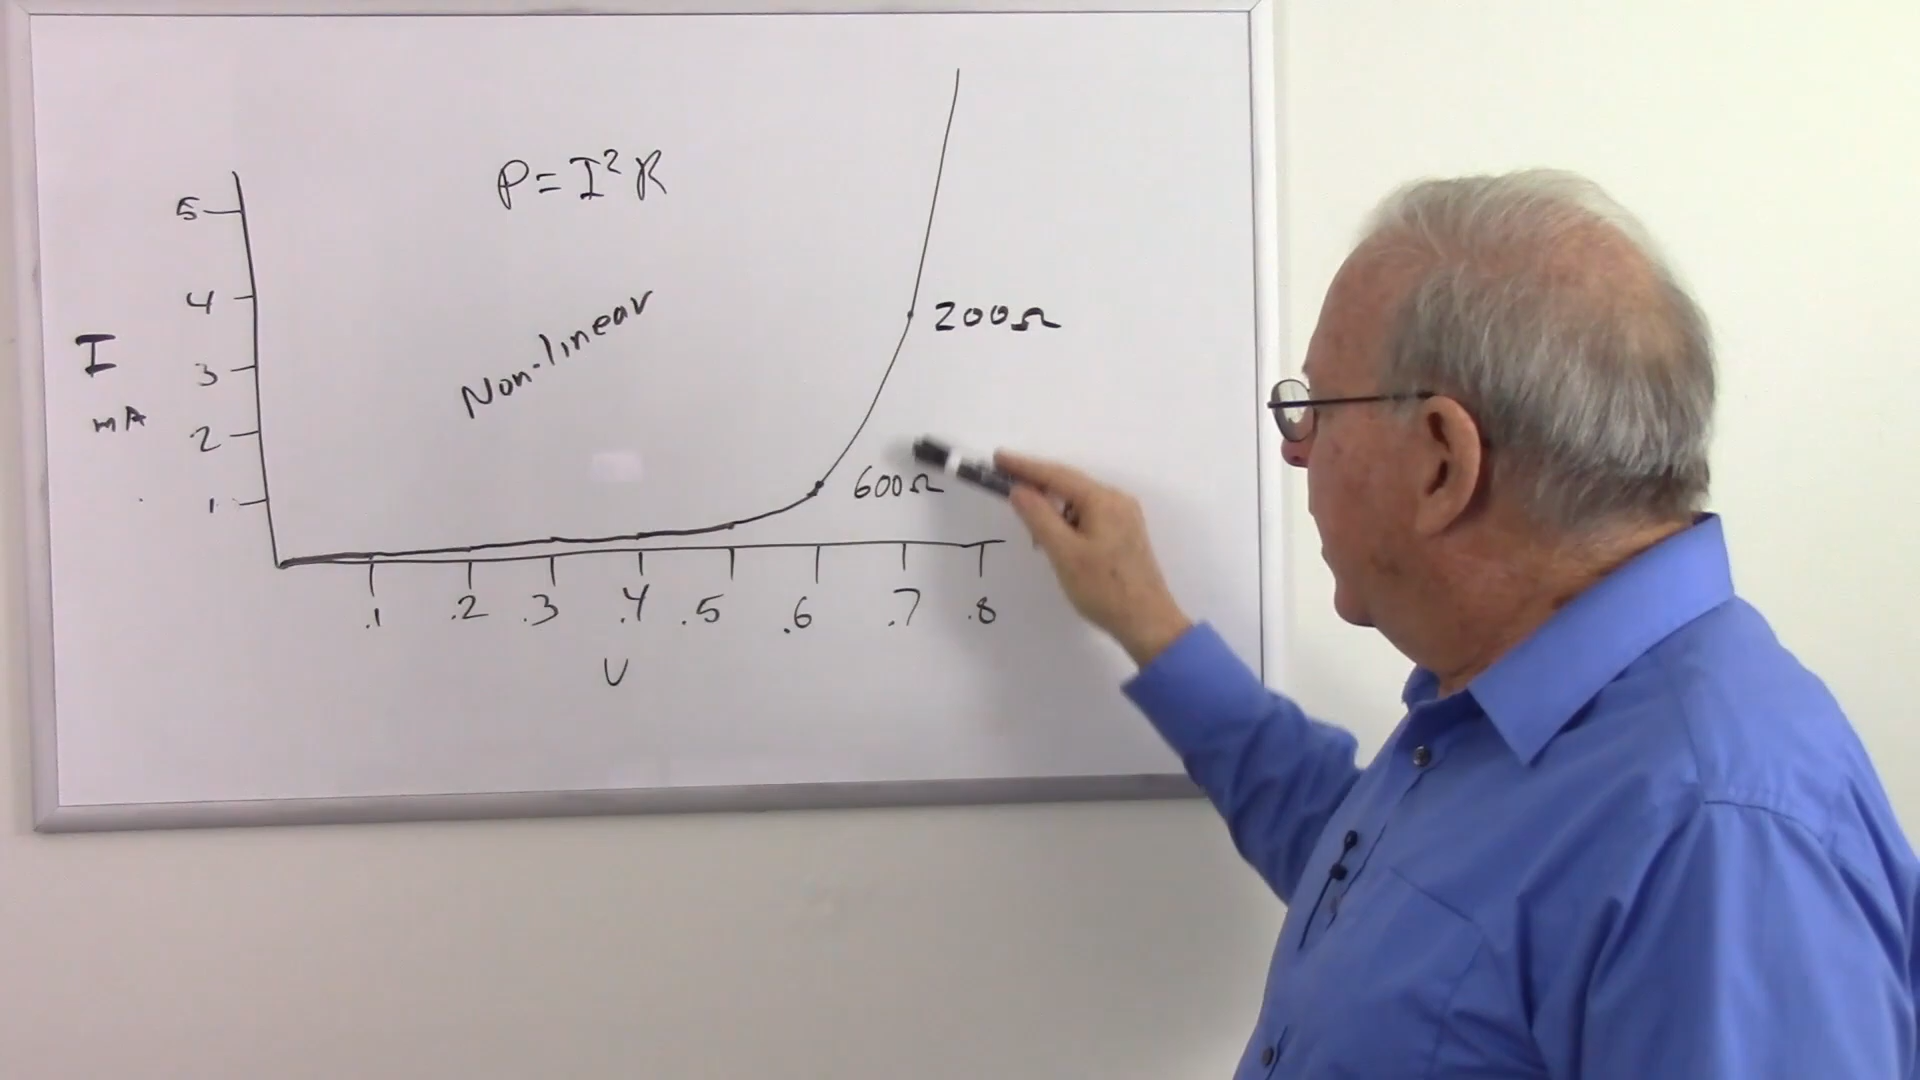 P=I²R
5
4
3
2
1
I
mA
Non-linear
200Ω
600Ω
.1 .2 .3 .4 .5 .6 .7 .8
V